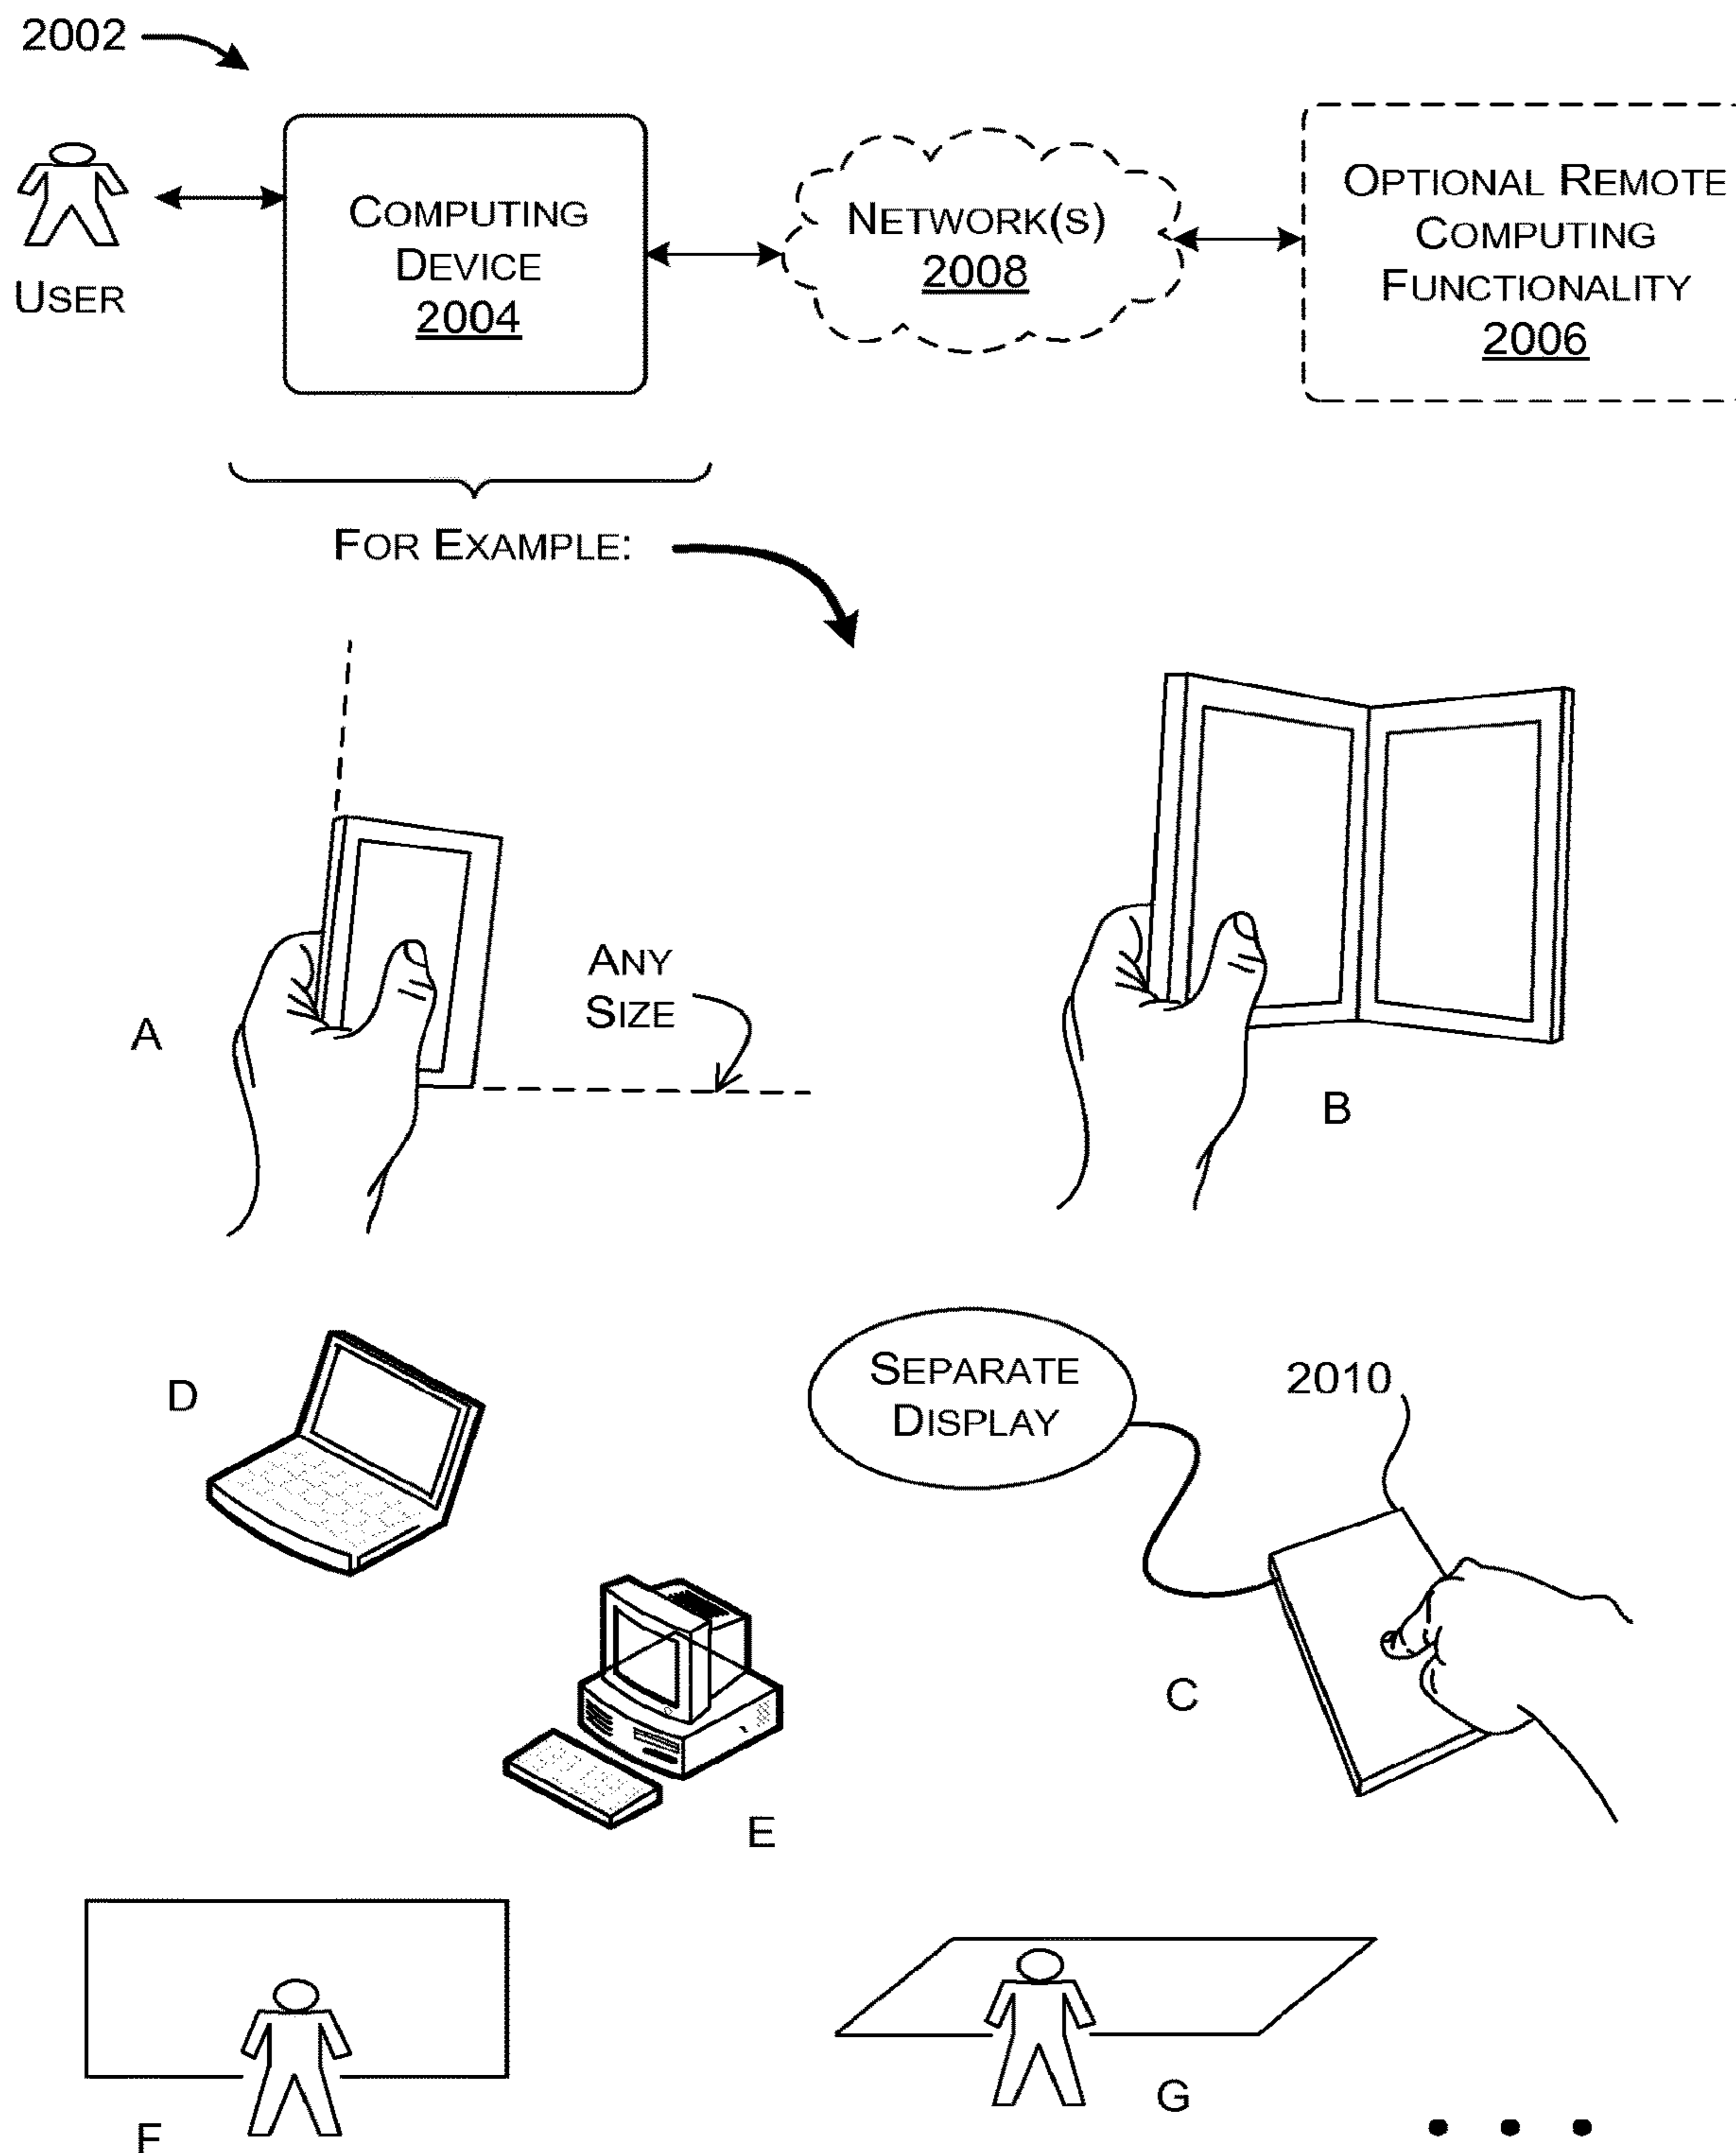 2002
USER
COMPUTING
DEVICE
2004
NETWORK(S)
2008
OPTIONAL REMOTE
COMPUTING
FUNCTIONALITY
2006
FOR EXAMPLE:
ANY
SIZE
A
B
D
SEPARATE
DISPLAY
2010
C
E
F
G